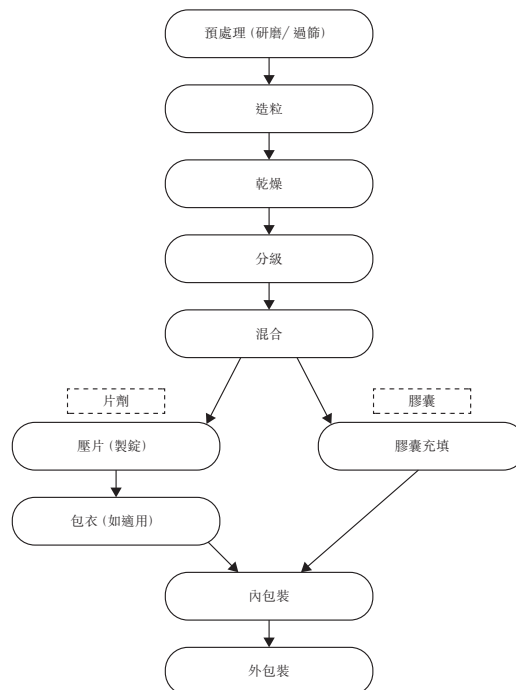 預處理 (研磨/ 過篩)
造粒
乾燥
分級
混合
片劑
膠囊
壓片 (製錠)
膠囊充填
包衣 (如適用)
內包裝
外包裝